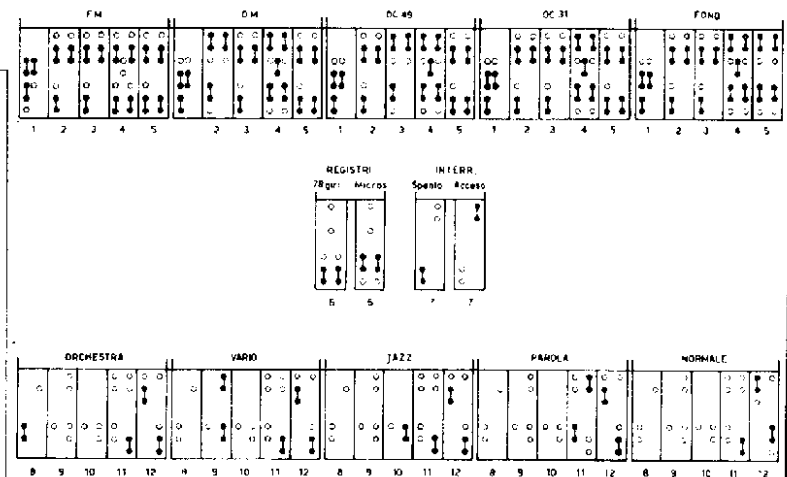 FM OM OC 49 OC 31 FONO
1 2 3 4 5 2 3 4 5 1 2 3 4 5 1 2 3 4 5 1 2 3 4 5
REGISTRI INTERR.
78 giri Micros Spento Acceso
6 6 7 7
ORCHESTRA VARIO JAZZ PAROLA NORMALE
8 9 10 11 12 8 9 10 11 12 8 9 10 11 12 8 9 10 11 12 8 9 10 11 12